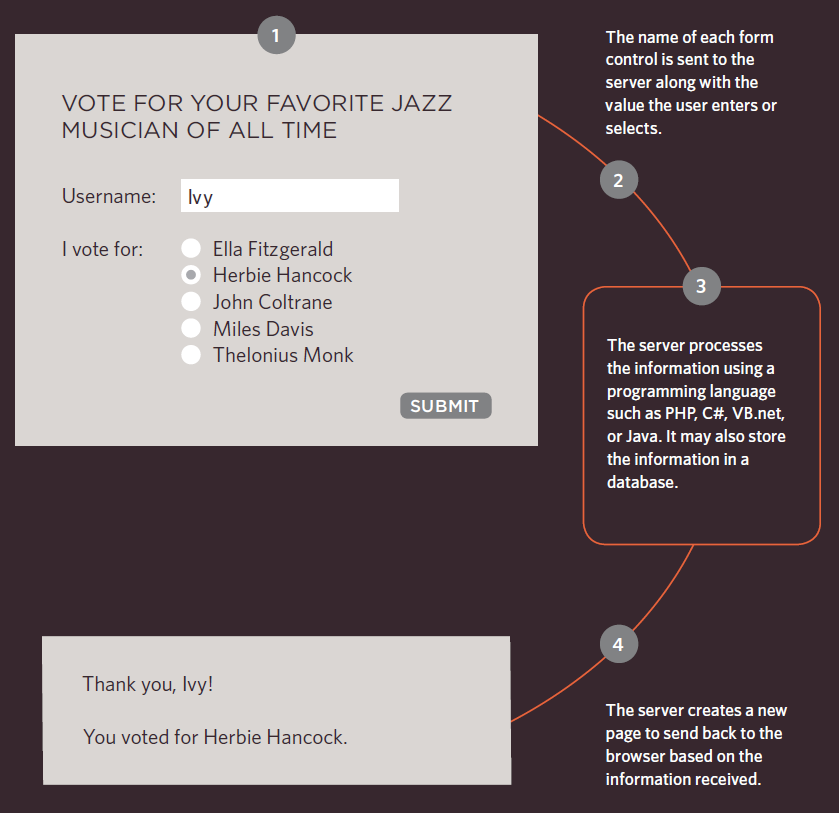 1
VOTE FOR YOUR FAVORITE JAZZ
MUSICIAN OF ALL TIME
Username: Ivy
I vote for: Ella Fitzgerald
Herbie Hancock
John Coltrane
Miles Davis
Thelonius Monk
SUBMIT
The name of each form
control is sent to the
server along with the
value the user enters or
selects.
2
3
The server processes
the information using a
programming language
such as PHP, C#, VB.net,
or Java. It may also store
the information in a
database.
4
The server creates a new
page to send back to the
browser based on the
information received.
Thank you, Ivy!
You voted for Herbie Hancock.